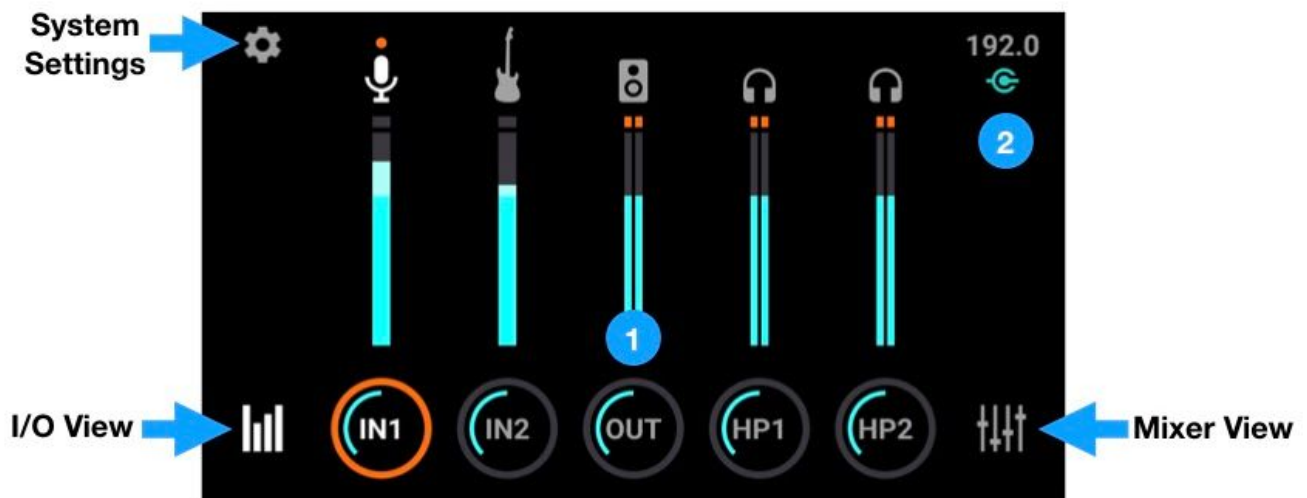 System
Settings
192.0
2
1
I/O View
IN1
IN2
OUT
HP1
HP2
Mixer View